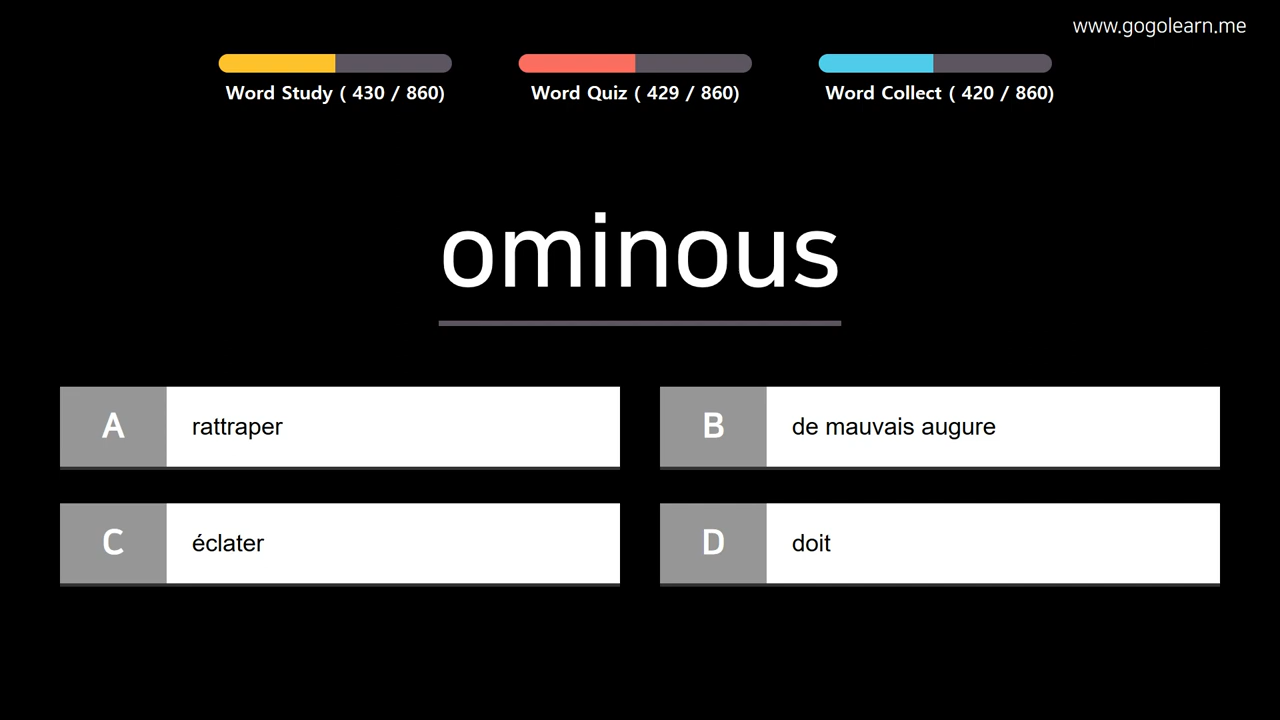 www.gogolearn.me
Word Study ( 430 / 860)
Word Quiz ( 429 / 860)
Word Collect ( 420 / 860)
ominous
A rattraper
B de mauvais augure
C éclater
D doit